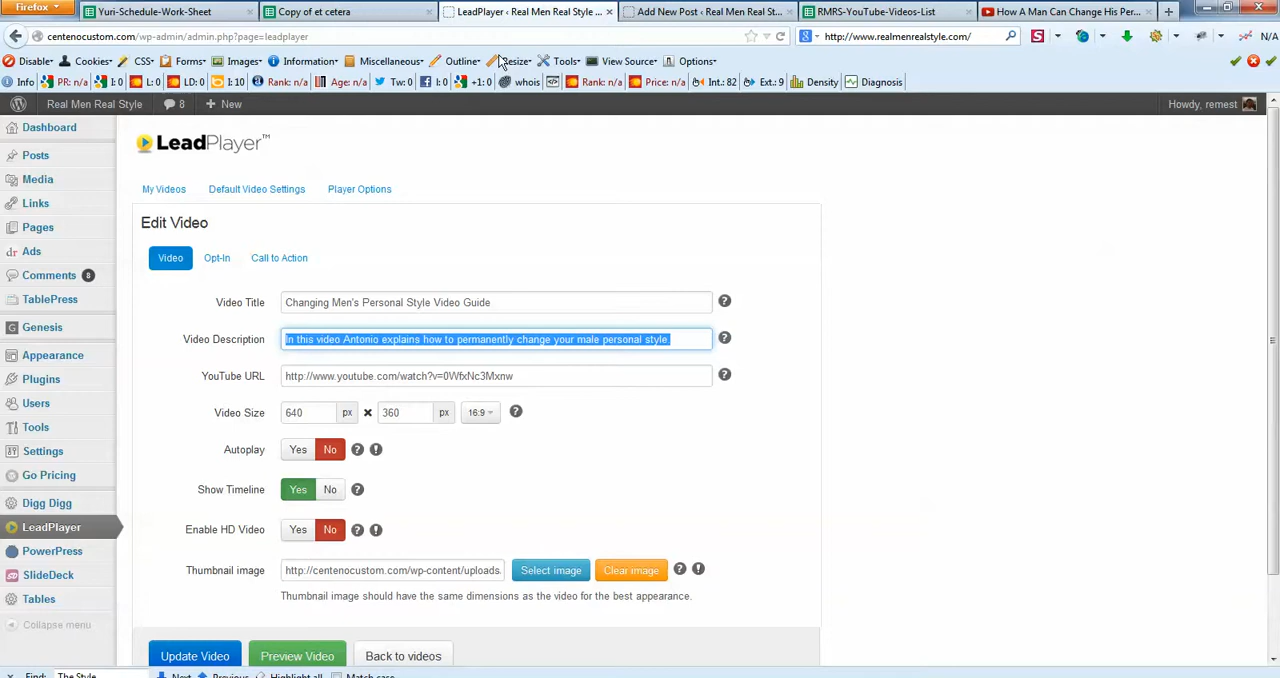 Firefox
Yuri-Schedule-Work-Sheet
Copy of et cetera
LeadPlayer ‹ Real Men Real Style ...
Add New Post ‹ Real Men Real St...
RMRS-YouTube-Videos-List
How A Man Can Change His Per...
centenocustom.com/wp-admin/admin.php?page=leadplayer
http://www.realmenrealstyle.com/
N/A
Disable▾ Cookies▾ CSS▾ Forms▾ Images▾ Information▾ Miscellaneous▾ Outline▾ Resize▾ Tools▾ View Source▾ Options▾
Info PR: n/a I: 0 L: 0 LD: 0 I: 10 Rank: n/a Age: n/a Tw: 0 I: 0 +1: 0 whois Rank: n/a Price: n/a Int.: 82 Ext.: 9 Density Diagnosis
Real Men Real Style 8 + New Howdy, remest
Dashboard
Posts
Media
Links
Pages
Ads
Comments 8
TablePress
Genesis
Appearance
Plugins
Users
Tools
Settings
Go Pricing
Digg Digg
LeadPlayer
PowerPress
SlideDeck
Tables
Collapse menu
LeadPlayer™
My Videos Default Video Settings Player Options
Edit Video
Video Opt-In Call to Action
Video Title Changing Men's Personal Style Video Guide ?
Video Description In this video Antonio explains how to permanently change your male personal style. ?
YouTube URL http://www.youtube.com/watch?v=0WfxNc3Mxnw ?
Video Size 640 px × 360 px 16:9 ?
Autoplay Yes No ? !
Show Timeline Yes No ?
Enable HD Video Yes No ? !
Thumbnail image http://centenocustom.com/wp-content/uploads. Select image Clear image ? !
Thumbnail image should have the same dimensions as the video for the best appearance.
Update Video Preview Video Back to videos
Find: The Style Next Previous Highlight all Match case